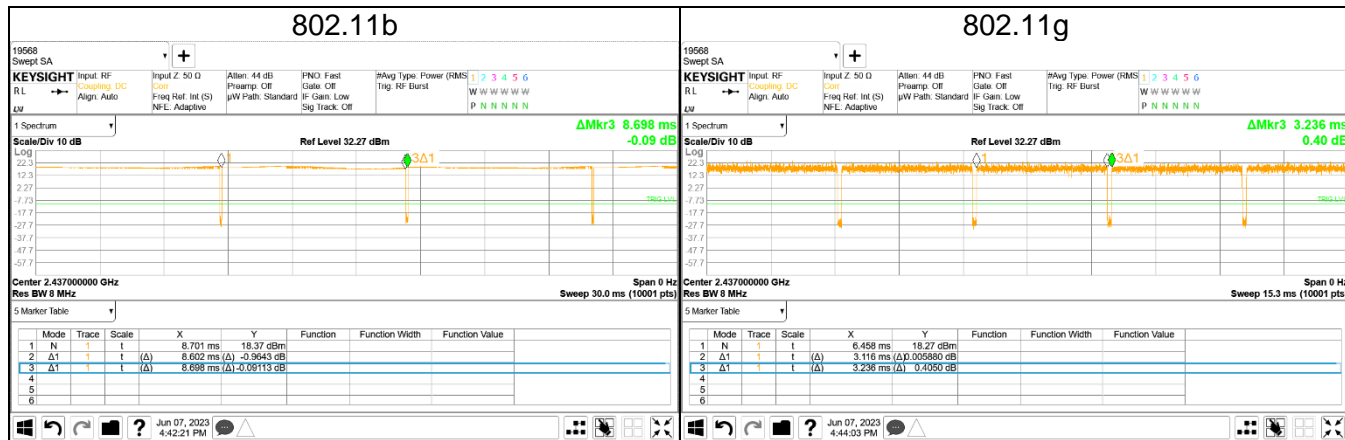 802.11b
19568
Swept SA
+
KEYSIGHT Input: RF Input Z: 50 Ω Atten: 44 dB PNO: Fast #Avg Type: Power (RMS 1 2 3 4 5 6
RL Coupling: DC Corr Preamp: Off Gate: Off Trig: RF Burst
Align: Auto Freq Ref: Int (S) µW Path: Standard IF Gain: Low W W W W W W
NFE: Adaptive Sig Track: Off P N N N N N
1 Spectrum
ΔMkr3 8.698 ms
Scale/Div 10 dB Ref Level 32.27 dBm -0.09 dB
Log
1 3Δ1
22.3
12.3
2.27
-7.73
-17.7
-27.7
-37.7
-47.7
-57.7
Center 2.437000000 GHz Span 0 Hz
Res BW 8 MHz Sweep 30.0 ms (10001 pts)
5 Marker Table
Mode Trace Scale X Y Function Function Width Function Value
1 N 1 t 8.701 ms 18.37 dBm
2 Δ1 1 t (Δ) 8.602 ms (Δ) -0.9643 dB
3 Δ1 1 t (Δ) 8.698 ms (Δ) -0.09113 dB
4
5
6
?
Jun 07, 2023
4:42:21 PM
802.11g
19568
Swept SA
+
KEYSIGHT Input: RF Input Z: 50 Ω Atten: 44 dB PNO: Fast #Avg Type: Power (RMS 1 2 3 4 5 6
RL Coupling: DC Corr Preamp: Off Gate: Off Trig: RF Burst
Align: Auto Freq Ref: Int (S) µW Path: Standard IF Gain: Low W W W W W W
NFE: Adaptive Sig Track: Off P N N N N N
1 Spectrum
ΔMkr3 3.236 ms
Scale/Div 10 dB Ref Level 32.27 dBm 0.40 dB
Log
1 3Δ1
22.3
12.3
2.27
-7.73
-17.7
-27.7
-37.7
-47.7
-57.7
Center 2.437000000 GHz Span 0 Hz
Res BW 8 MHz Sweep 15.3 ms (10001 pts)
5 Marker Table
Mode Trace Scale X Y Function Function Width Function Value
1 N 1 t 6.458 ms 18.27 dBm
2 Δ1 1 t (Δ) 3.116 ms (Δ)0.005880 dB
3 Δ1 1 t (Δ) 3.236 ms (Δ) 0.4050 dB
4
5
6
?
Jun 07, 2023
4:44:03 PM